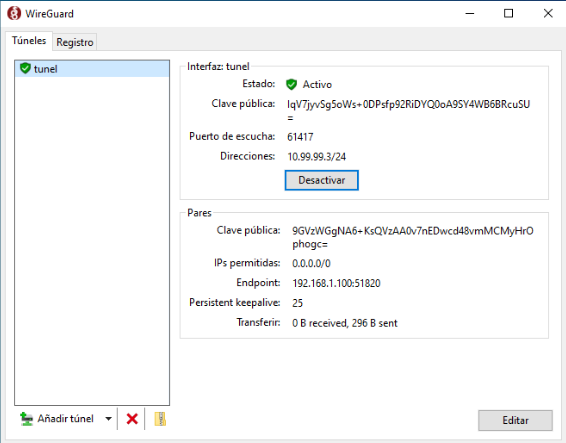 WireGuard
Túneles
Registro
tunel
Interfaz: tunel
Estado: Activo
Clave pública: IqV7jyvSg5oWs+0DPsfp92RiDYQ0oA9SY4WB6BRcuSU
=
Puerto de escucha: 61417
Direcciones: 10.99.99.3/24
Desactivar
Pares
Clave pública: 9GVzWGgNA6+KsQVzAA0v7nEDwcd48vmMCMyHrO
phogc=
IPs permitidas: 0.0.0.0/0
Endpoint: 192.168.1.100:51820
Persistent keepalive: 25
Transferir: 0 B received, 296 B sent
Añadir túnel
Editar